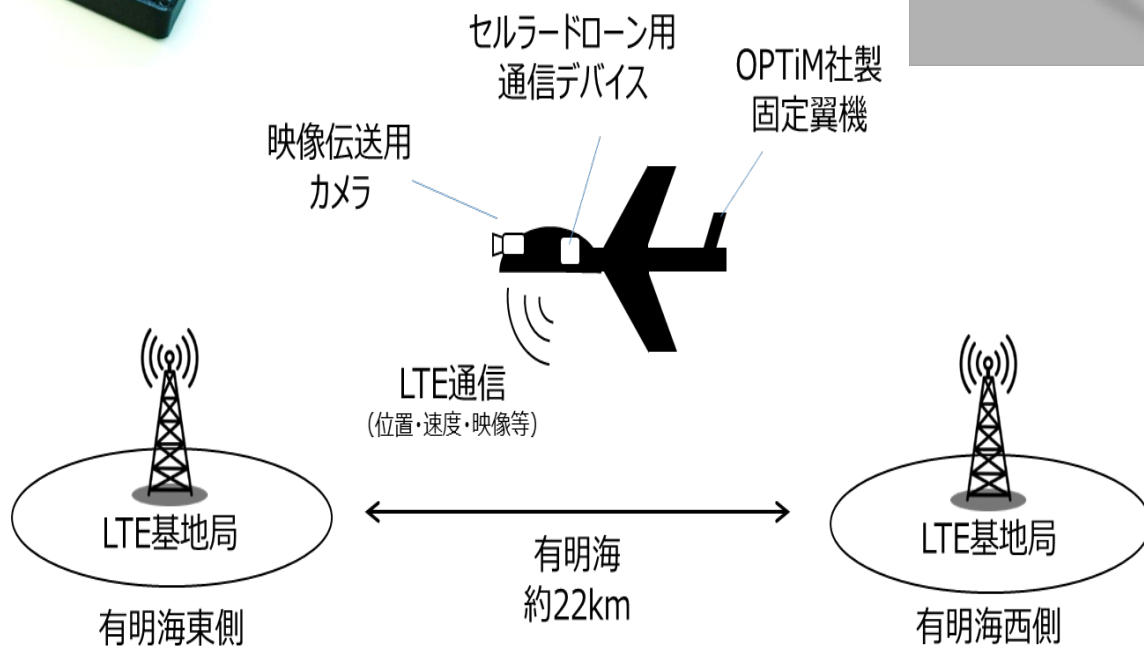 セルラードローン用
通信デバイス
OPTiM社製
固定翼機
映像伝送用
カメラ
LTE通信
(位置・速度・映像等)
LTE基地局
有明海東側
有明海
約22km
LTE基地局
有明海西側